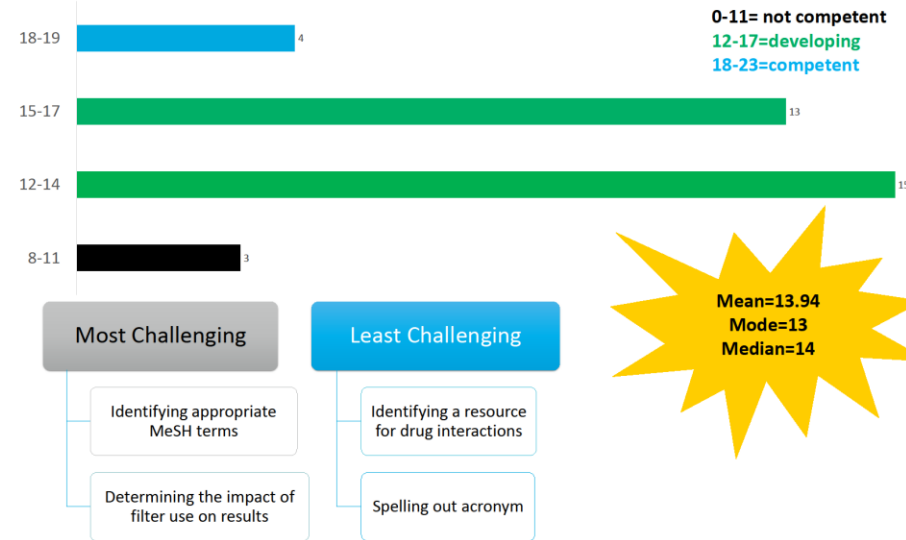 0-11= not competent
12-17=developing
18-23=competent
18-19
4
15-17
13
12-14
15
8-11
3
Mean=13.94
Mode=13
Median=14
Most Challenging
Least Challenging
Identifying appropriate
MeSH terms
Identifying a resource
for drug interactions
Determining the impact of
filter use on results
Spelling out acronym